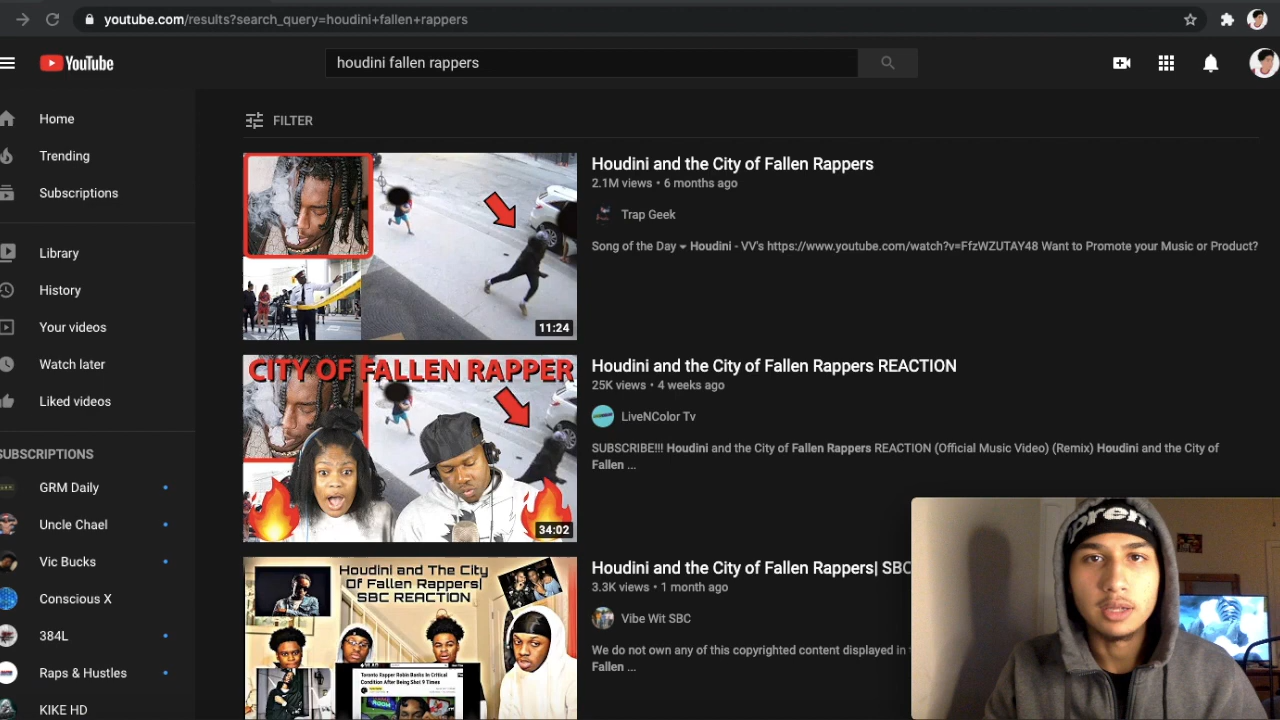 youtube.com/results?search_query=houdini+fallen+rappers
YouTube
houdini fallen rappers
Home
Trending
Subscriptions
Library
History
Your videos
Watch later
Liked videos
SUBSCRIPTIONS
GRM Daily
Uncle Chael
Vic Bucks
Conscious X
384L
Raps & Hustles
KIKE HD
FILTER
11:24
Houdini and the City of Fallen Rappers
2.1M views • 6 months ago
Trap Geek
Song of the Day Houdini - VV's https://www.youtube.com/watch?v=FfzWZUTAY48 Want to Promote your Music or Product?
CITY OF FALLEN RAPPER
34:02
Houdini and the City of Fallen Rappers REACTION
25K views • 4 weeks ago
LiveNColor Tv
SUBSCRIBE!!! Houdini and the City of Fallen Rappers REACTION (Official Music Video) (Remix) Houdini and the City of
Fallen ...
Houdini and The City
Of Fallen Rappers|
SBC REACTION
Toronto Rapper Robin Banks In Critical
Condition After Being Shot 9 Times
Houdini and the City of Fallen Rappers| SBC
3.3K views • 1 month ago
Vibe Wit SBC
We do not own any of this copyrighted content displayed in
Fallen ...
pren